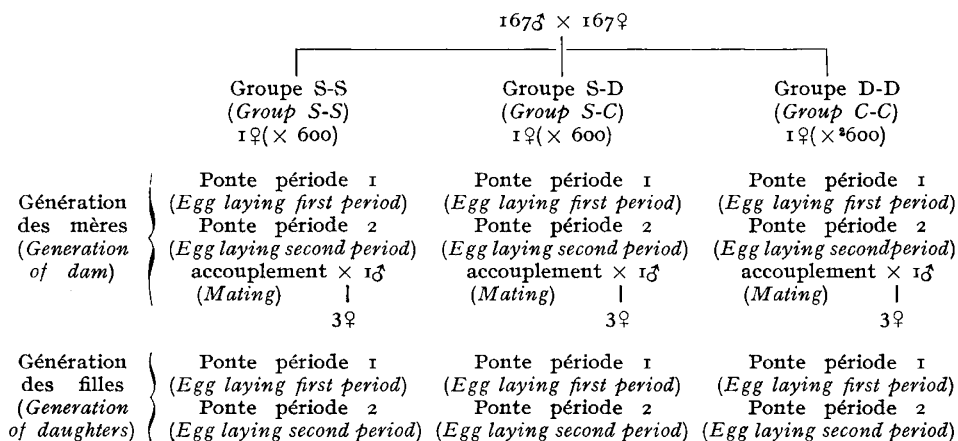 167♂ × 167♀
Groupe S-S Groupe S-D Groupe D-D
(Group S-S) (Group S-C) (Group C-C)
1♀(× 600) 1♀(× 600) 1♀(×³600)
Ponte période 1 Ponte période 1 Ponte période 1
Génération (Egg laying first period) (Egg laying first period) (Egg laying first period)
des mères Ponte période 2 Ponte période 2 Ponte période 2
(Generation (Egg laying second period) (Egg laying second period) (Egg laying secondperiod)
of dam) accouplement × 1♂ accouplement × 1♂ accouplement × 1♂
(Mating) (Mating) (Mating)
3♀ 3♀ 3♀
Génération Ponte période 1 Ponte période 1 Ponte période 1
des filles (Egg laying first period) (Egg laying first period) (Egg laying first period)
(Generation Ponte période 2 Ponte période 2 Ponte période 2
of daughters) (Egg laying second period) (Egg laying second period) (Egg laying second period)